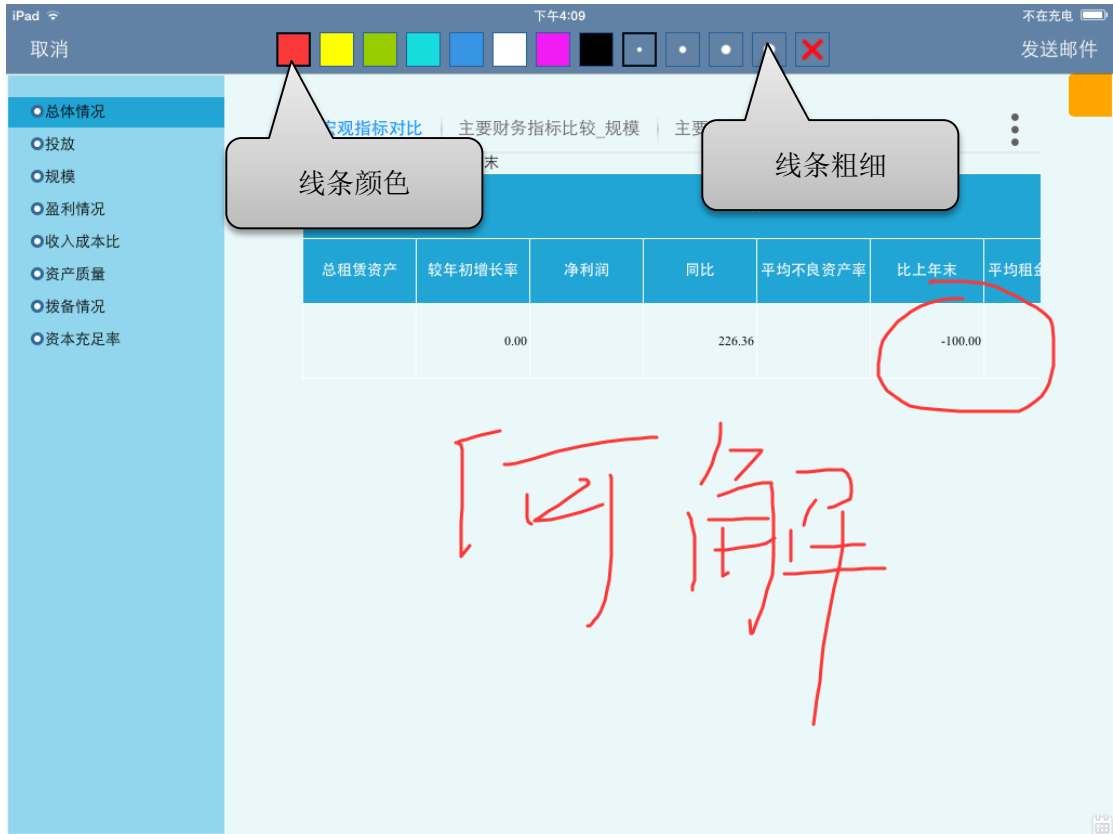 iPad 下午4:09 不在充电
取消 发送邮件
总体情况
投放
规模
盈利情况
收入成本比
资产质量
拨备情况
资本充足率
宏观指标对比 主要财务指标比较_规模 主要
末
线条颜色
线条粗细
总租赁资产 较年初增长率 净利润 同比 平均不良资产率 比上年末 平均租金
0.00 226.36 -100.00
何解